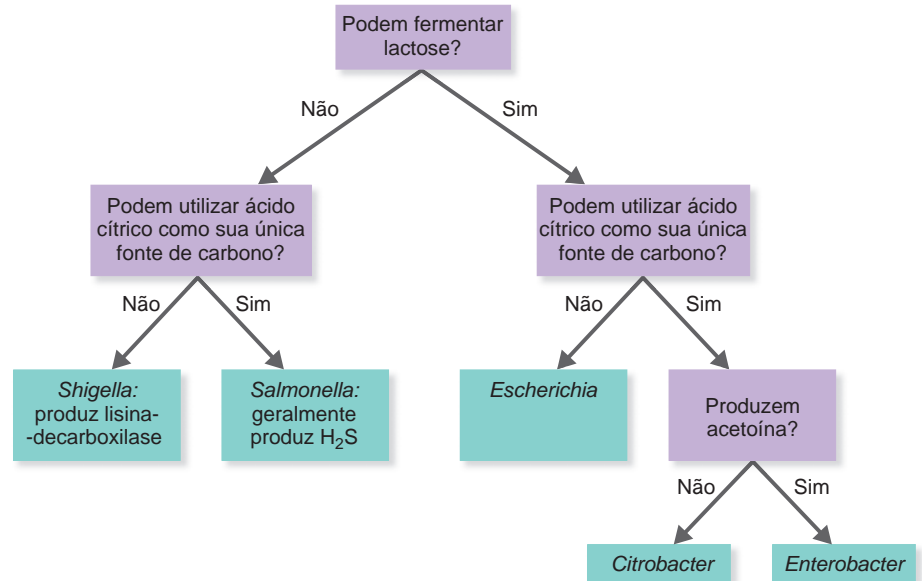 Podem fermentar
lactose?
Não
Sim
Podem utilizar ácido
cítrico como sua única
fonte de carbono?
Podem utilizar ácido
cítrico como sua única
fonte de carbono?
Não
Sim
Não
Sim
Shigella:
produz lisina-
-decarboxilase
Salmonella:
geralmente
produz H₂S
Escherichia
Produzem
acetoína?
Não
Sim
Citrobacter
Enterobacter